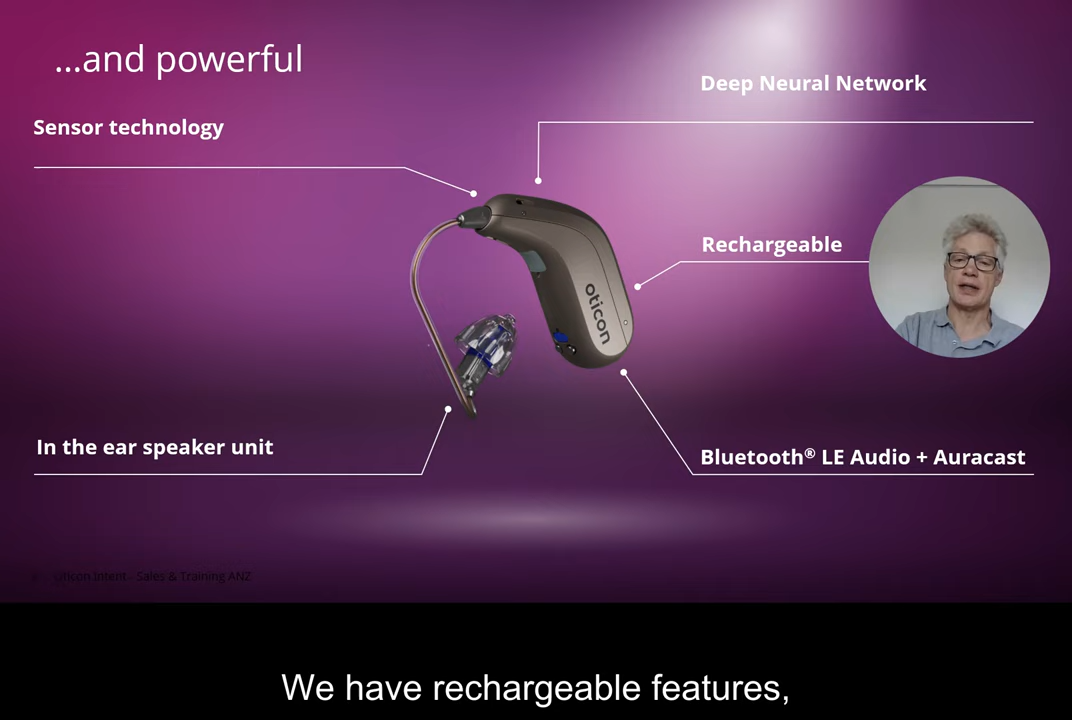 ...and powerful
Deep Neural Network
Sensor technology
Rechargeable
oticon
In the ear speaker unit
Bluetooth® LE Audio + Auracast
Oticon Intent - Sales & Training ANZ
We have rechargeable features,